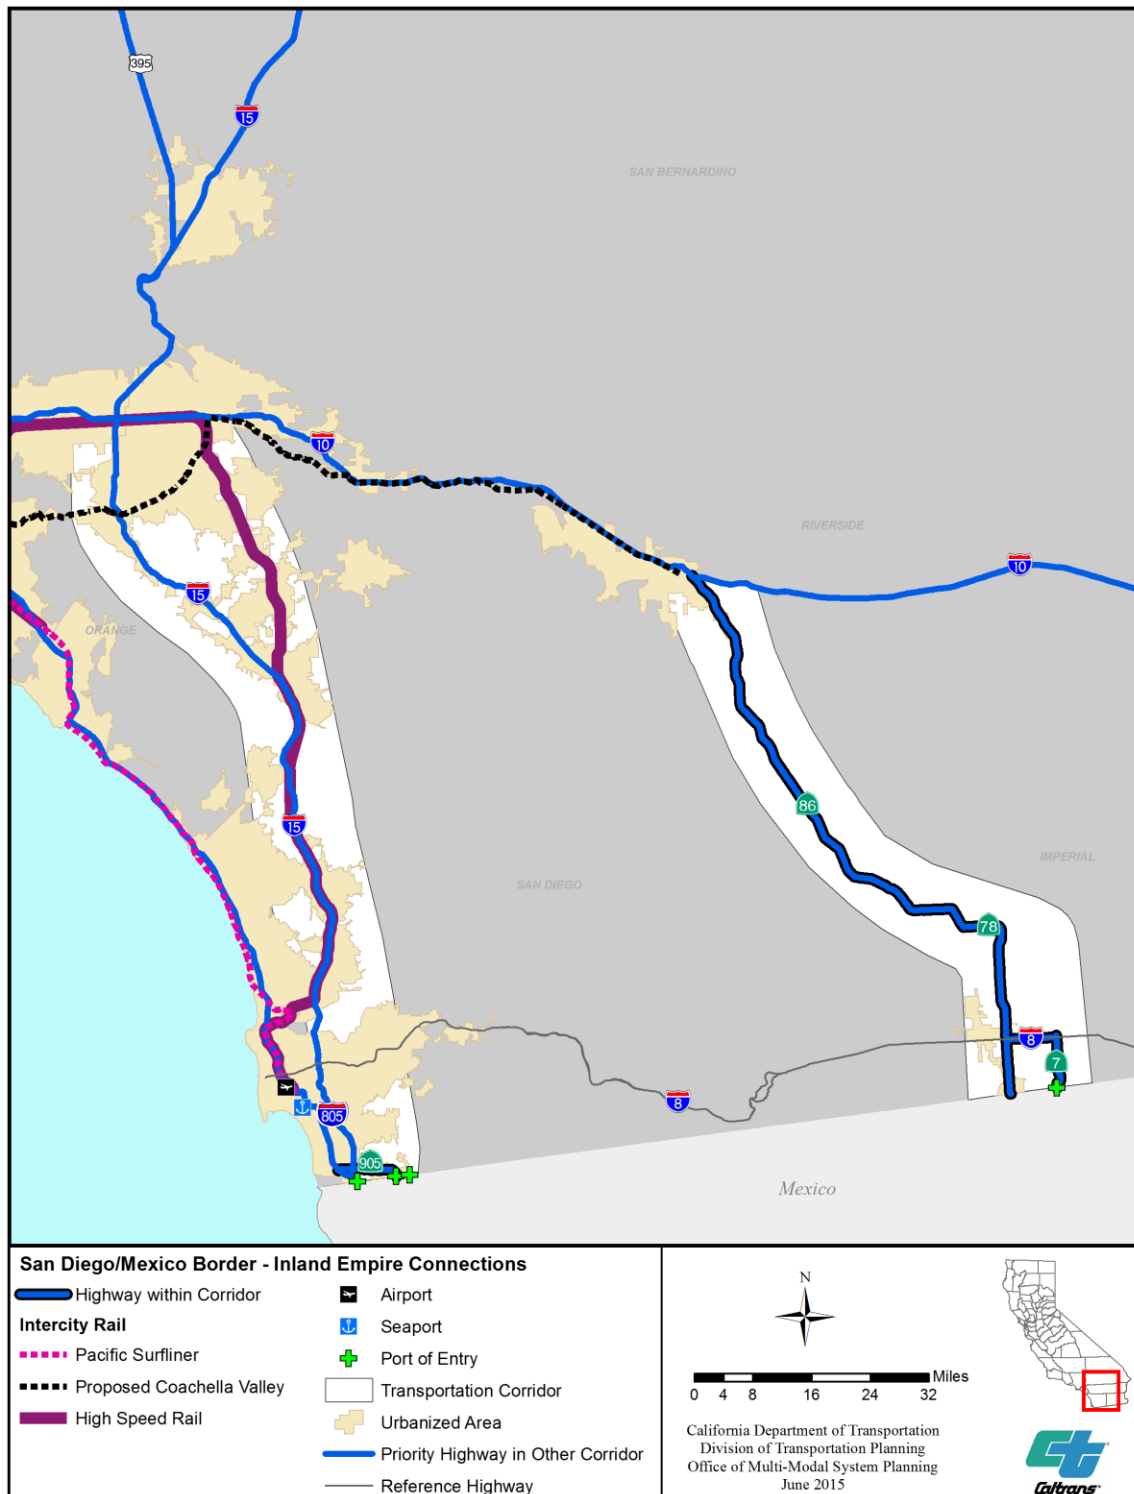 395
15
SAN BERNARDINO
10
RIVERSIDE
10
15
ORANGE
86
15
IMPERIAL
SAN DIEGO
78
8
7
8
805
905
Mexico
San Diego/Mexico Border - Inland Empire Connections
Highway within Corridor
Intercity Rail
Pacific Surfliner
Proposed Coachella Valley
High Speed Rail
Airport
Seaport
Port of Entry
Transportation Corridor
Urbanized Area
Priority Highway in Other Corridor
Reference Highway
N
Miles
0 4 8 16 24 32
California Department of Transportation
Division of Transportation Planning
Office of Multi-Modal System Planning
June 2015
Caltrans